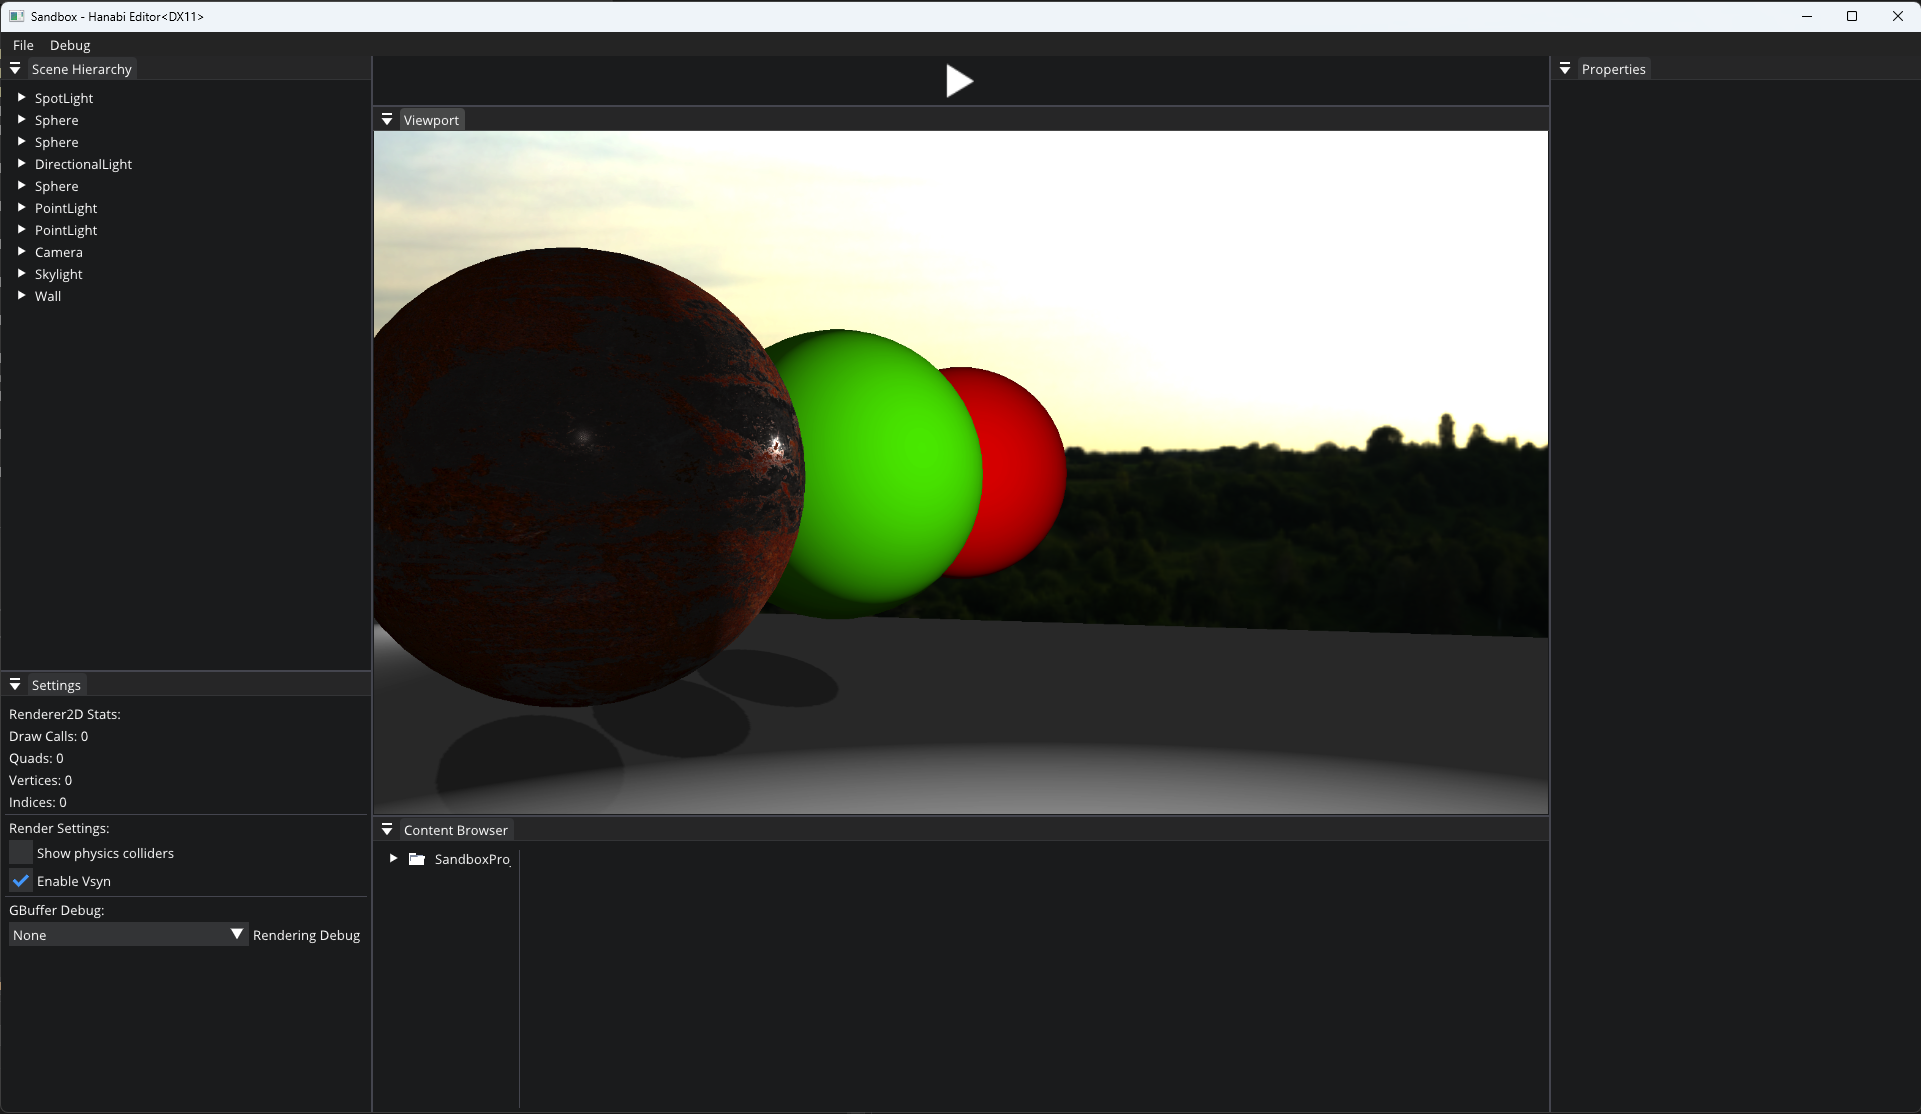 Sandbox - Hanabi Editor<DX11>
File Debug
Scene Hierarchy
SpotLight
Sphere
Sphere
DirectionalLight
Sphere
PointLight
PointLight
Camera
Skylight
Wall
Settings
Renderer2D Stats:
Draw Calls: 0
Quads: 0
Vertices: 0
Indices: 0
Render Settings:
Show physics colliders
Enable Vsyn
GBuffer Debug:
None Rendering Debug
Viewport
Content Browser
SandboxPro
Properties